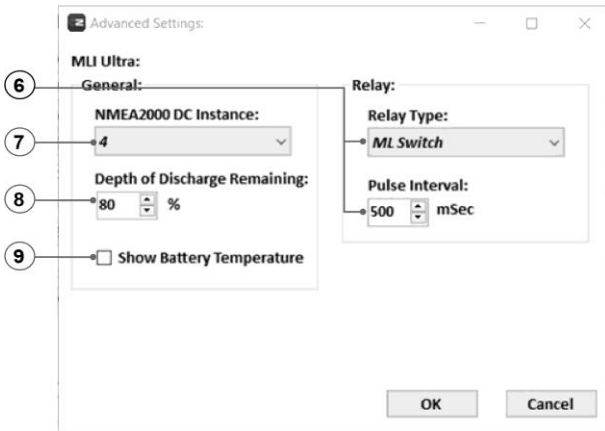 Advanced Settings:
MLI Ultra:
6
General:
Relay:
NMEA2000 DC Instance:
Relay Type:
7
4
ML Switch
Depth of Discharge Remaining:
Pulse Interval:
8
80 %
500 mSec
9
Show Battery Temperature
OK
Cancel